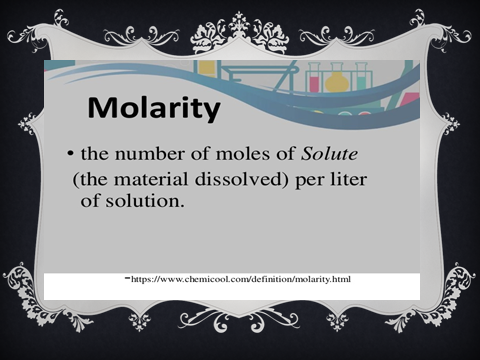 Molarity
• the number of moles of Solute
(the material dissolved) per liter
of solution.
-https://www.chemicool.com/definition/molarity.html